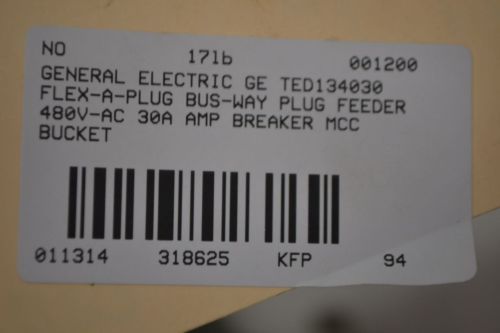 NO 17lb 001200
GENERAL ELECTRIC GE TED134030
FLEX-A-PLUG BUS-WAY PLUG FEEDER
480V-AC 30A AMP BREAKER MCC
BUCKET
011314 318625 KFP 94